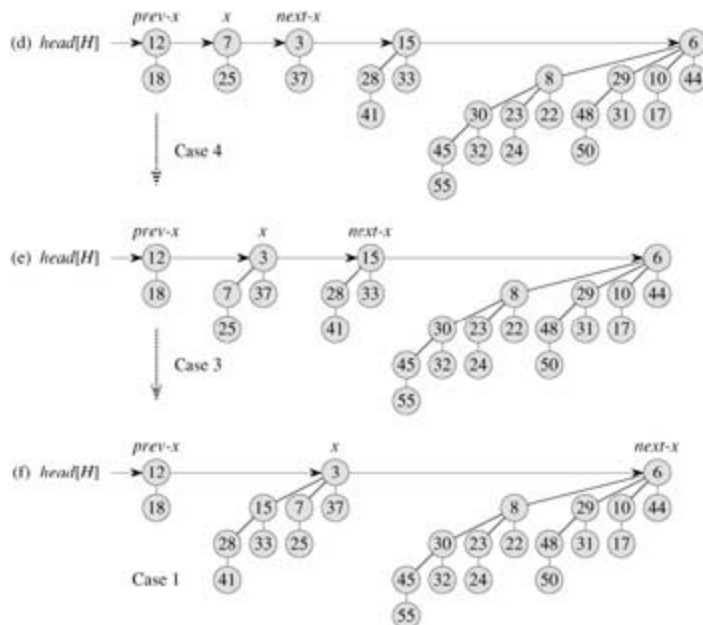 prev-x x next-x
(d) head[H] 12 7 3 15 6
18 25 37 28 33 8 29 10 44
41 30 23 22 48 31 17
Case 4 45 32 24 50
55
prev-x x next-x
(e) head[H] 12 3 15 6
18 7 37 28 33 8 29 10 44
25 41 30 23 22 48 31 17
Case 3 45 32 24 50
55
prev-x x next-x
(f) head[H] 12 3 6
18 15 7 37 8 29 10 44
28 33 25 30 23 22 48 31 17
Case 1 41 45 32 24 50
55